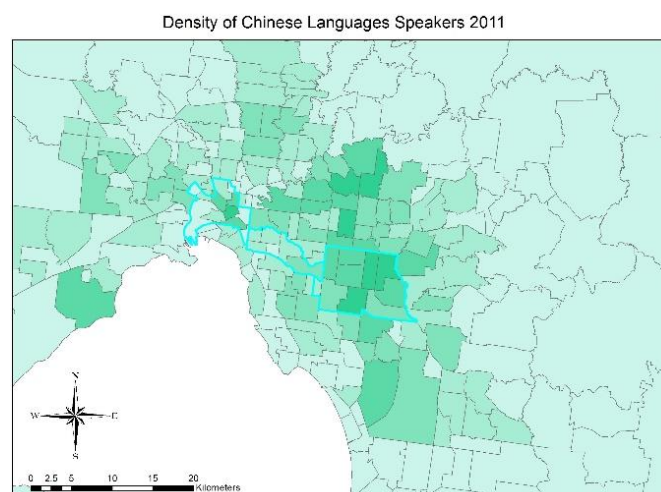 Density of Chinese Languages Speakers 2011
N
W E
S
0 2.5 5 10 15 20
Kilometers